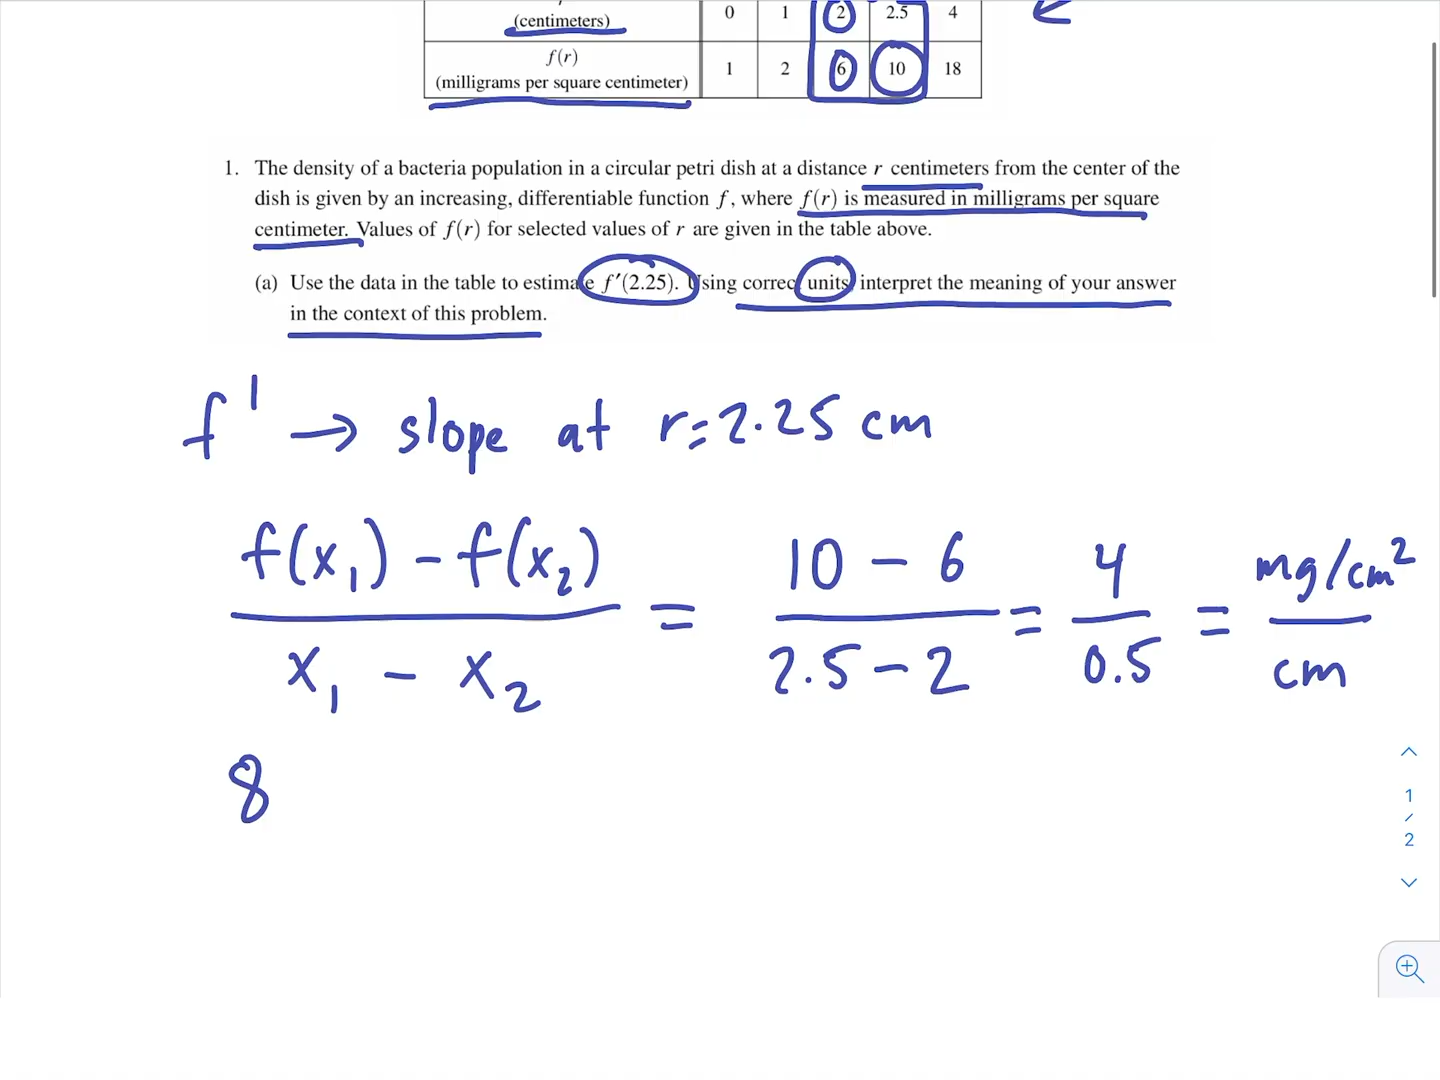 (centimeters) 0 1 2 2.5 4
f(r)
(milligrams per square centimeter) 1 2 6 10 18
1. The density of a bacteria population in a circular petri dish at a distance r centimeters from the center of the
dish is given by an increasing, differentiable function f, where f(r) is measured in milligrams per square
centimeter. Values of f(r) for selected values of r are given in the table above.
(a) Use the data in the table to estimate f′(2.25). Using correct units, interpret the meaning of your answer
in the context of this problem.
f' → slope at r=2.25 cm
f(x₁) - f(x₂) / x₁ - x₂ = 10 - 6 / 2.5 - 2 = 4 / 0.5 = mg/cm² / cm
8
1
/
2